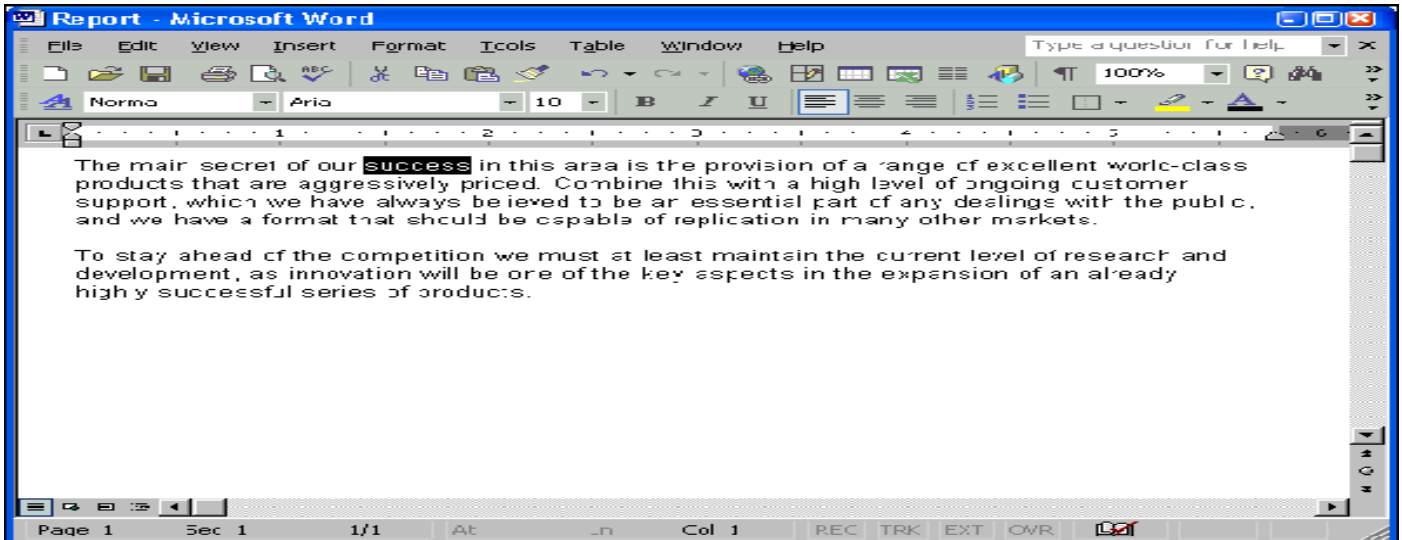 Report - Microsoft Word
File Edit View Insert Format Tools Table Window Help Type a question for help
100%
Normal Arial 10 B I U
1 2 3 4 5 6
The main secret of our success in this area is the provision of a range of excellent world-class
products that are aggressively priced. Combine this with a high level of ongoing customer
support, which we have always believed to be an essential part of any dealings with the public,
and we have a format that should be capable of replication in many other markets.
To stay ahead of the competition we must at least maintain the current level of research and
development, as innovation will be one of the key aspects in the expansion of an already
highly successful series of products.
Page 1 Sec 1 1/1 At Ln Col 1 REC TRK EXT OVR